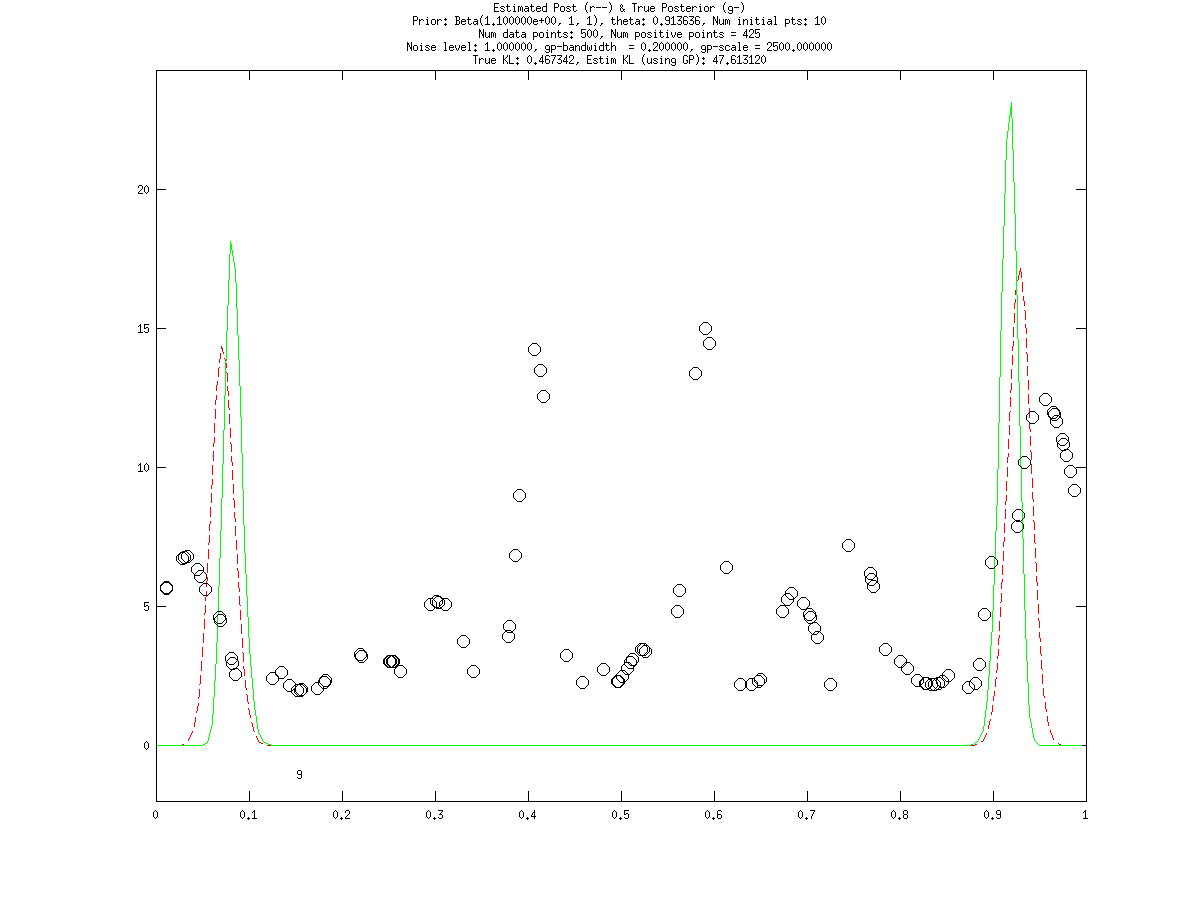 Estimated Post (r--) & True Posterior (g-)
Prior: Beta(1.100000e+00, 1, 1), theta: 0.913636, Num initial pts: 10
Num data points: 500, Num positive points = 425
Noise level: 1.000000, gp-bandwidth  = 0.200000, gp-scale = 2500.000000
True KL: 0.467342, Estim KL (using GP): 47.613120
20
15
10
5
0
9
0 0.1 0.2 0.3 0.4 0.5 0.6 0.7 0.8 0.9 1